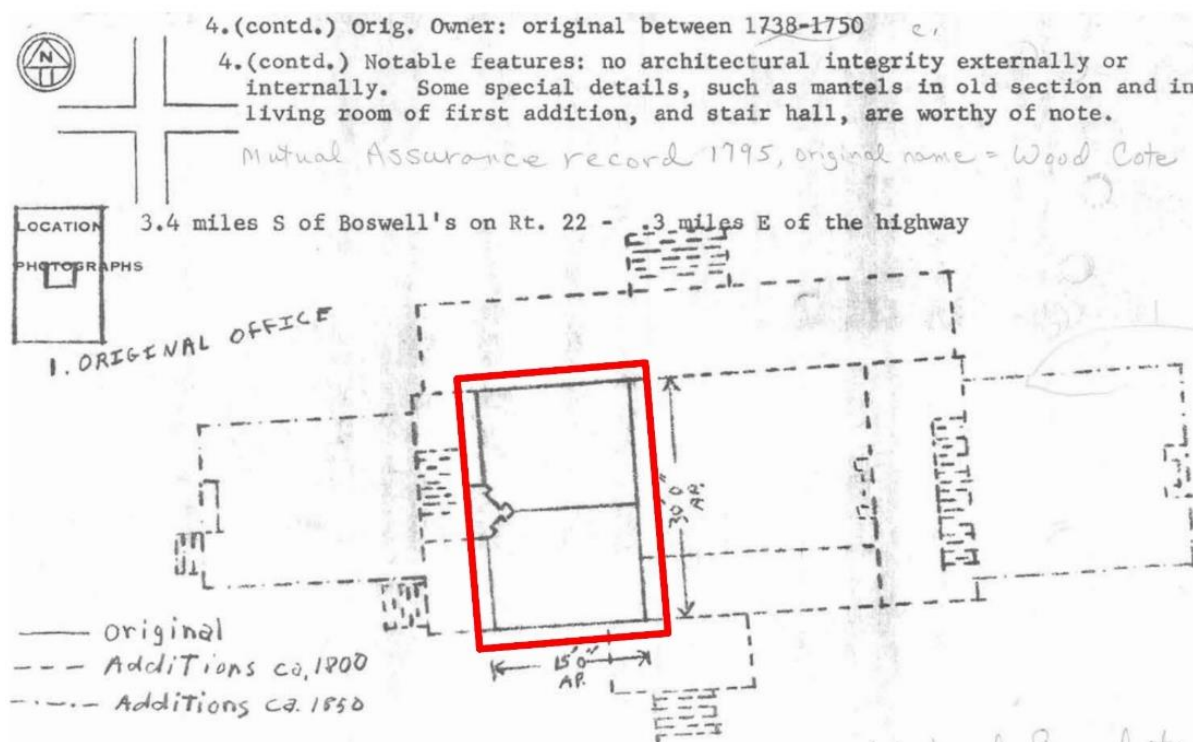 4.(contd.) Orig. Owner: original between 1738-1750
N
4.(contd.) Notable features: no architectural integrity externally or
internally. Some special details, such as mantels in old section and in
living room of first addition, and stair hall, are worthy of note.
Mutual Assurance record 1795, original name = Wood Cote
3.4 miles S of Boswell's on Rt. 22 - .3 miles E of the highway
LOCATION
PHOTOGRAPHS
1. ORIGINAL OFFICE
30'0"
AP.
15'0"
AP.
Original
Additions ca. 1800
Additions ca. 1850